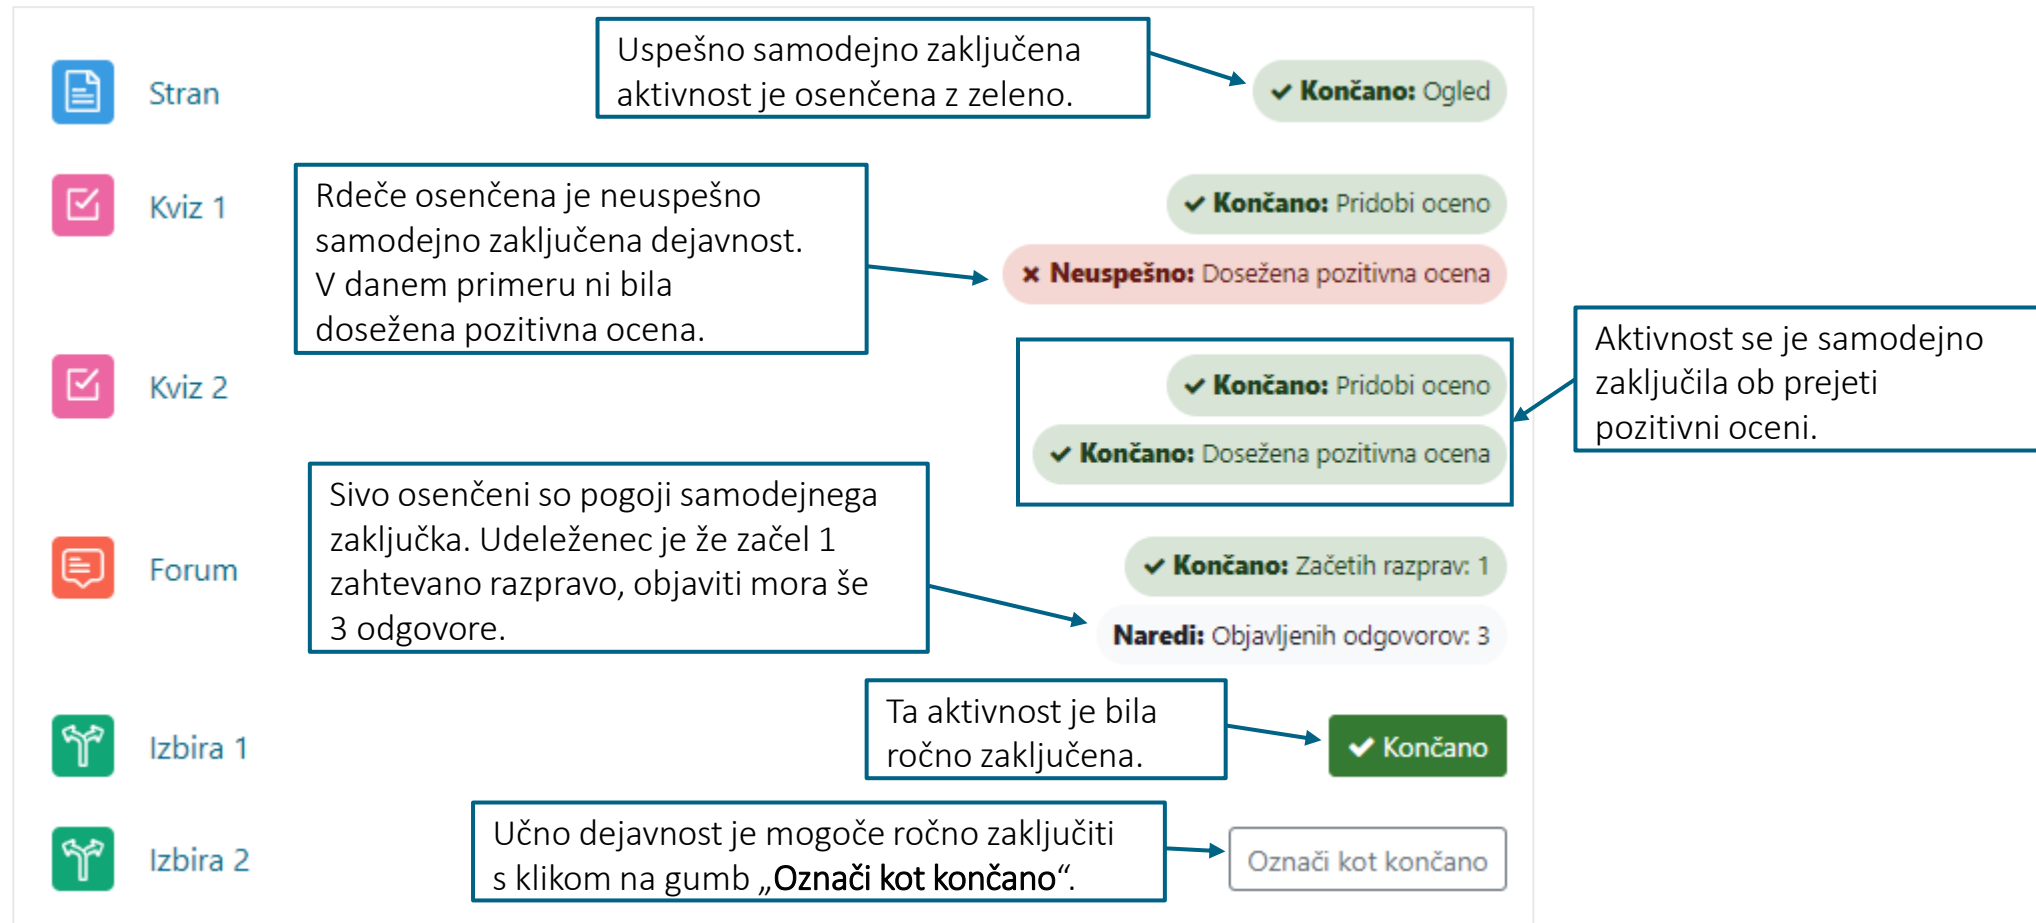 Uspešno samodejno zaključena
aktivnost je osenčena z zeleno.
Stran
Končano: Ogled
Rdeče osenčena je neuspešno
samodejno zaključena dejavnost.
V danem primeru ni bila
dosežena pozitivna ocena.
Kviz 1
Končano: Pridobi oceno
Neuspešno: Dosežena pozitivna ocena
Kviz 2
Končano: Pridobi oceno
Končano: Dosežena pozitivna ocena
Aktivnost se je samodejno
zaključila ob prejeti
pozitivni oceni.
Sivo osenčeni so pogoji samodejnega
zaključka. Udeleženec je že začel 1
zahtevano razpravo, objaviti mora še
3 odgovore.
Forum
Končano: Začetih razprav: 1
Naredi: Objavljenih odgovorov: 3
Ta aktivnost je bila
ročno zaključena.
Izbira 1
Končano
Učno dejavnost je mogoče ročno zaključiti
s klikom na gumb „Označi kot končano“.
Izbira 2
Označi kot končano